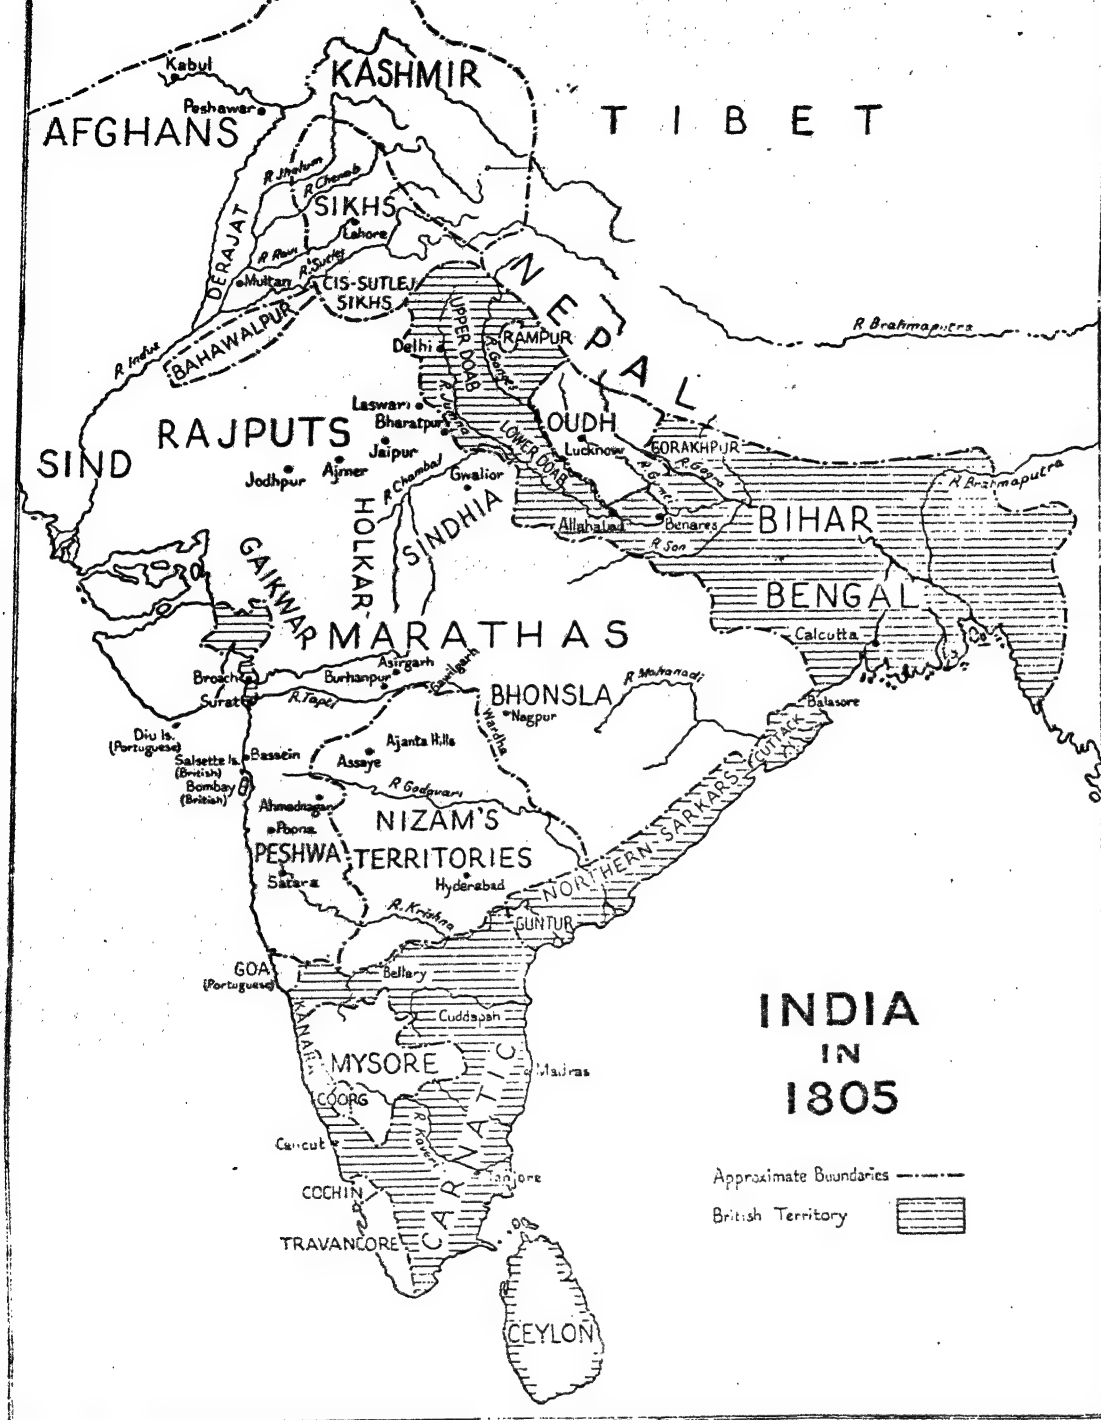 Kabul
KASHMIR
Peshawar
AFGHANS
TIBET
R. Jhelum
R. Chenab
SIKHS
Lahore
DERAJAT
R. Ravi
R. Sutlej
Multan
CIS-SUTLEJ
SIKHS
NEPAL
BAHAWALPUR
R. Indus
UPPER DOAB
RAMPUR
Delhi
R. Ganges
R. Brahmaputra
R. Jumna
Laswari
Bharatpur
RAJPUTS
Jaipur
OUDH
Lucknow
LOWER DOAB
GORAKHPUR
R. Gogra
SIND
Ajmer
Jodhpur
R. Chambal
Gwalior
R. Brahmaputra
HOLKAR
SINDHIA
Allahabad
Benares
BIHAR
R. Son
GAIKWAR
BENGAL
MARATHAS
Calcutta
Asirgarh
Gawilgarh
Broach
Burhanpur
Surat
R. Tapti
BHONSLA
R. Mahanadi
Nagpur
Wardha
Balasore
CUTTACK
Diu Is.
(Portuguese)
Salsette Is.
(British)
Bassein
Bombay
(British)
Ajanta Hills
Assaye
R. Godavari
Ahmednagar
Poona
PESHWA
NIZAM'S
TERRITORIES
NORTHERN-SARKARS
Satara
Hyderabad
R. Krishna
GUNTUR
GOA
(Portuguese)
Bellary
KANARA
Cuddapah
INDIA
IN
1805
MYSORE
Madras
COORG
CARNATIC
Calicut
R. Kaveri
Tanjore
COCHIN
TRAVANCORE
CEYLON
Approximate Boundaries
British Territory